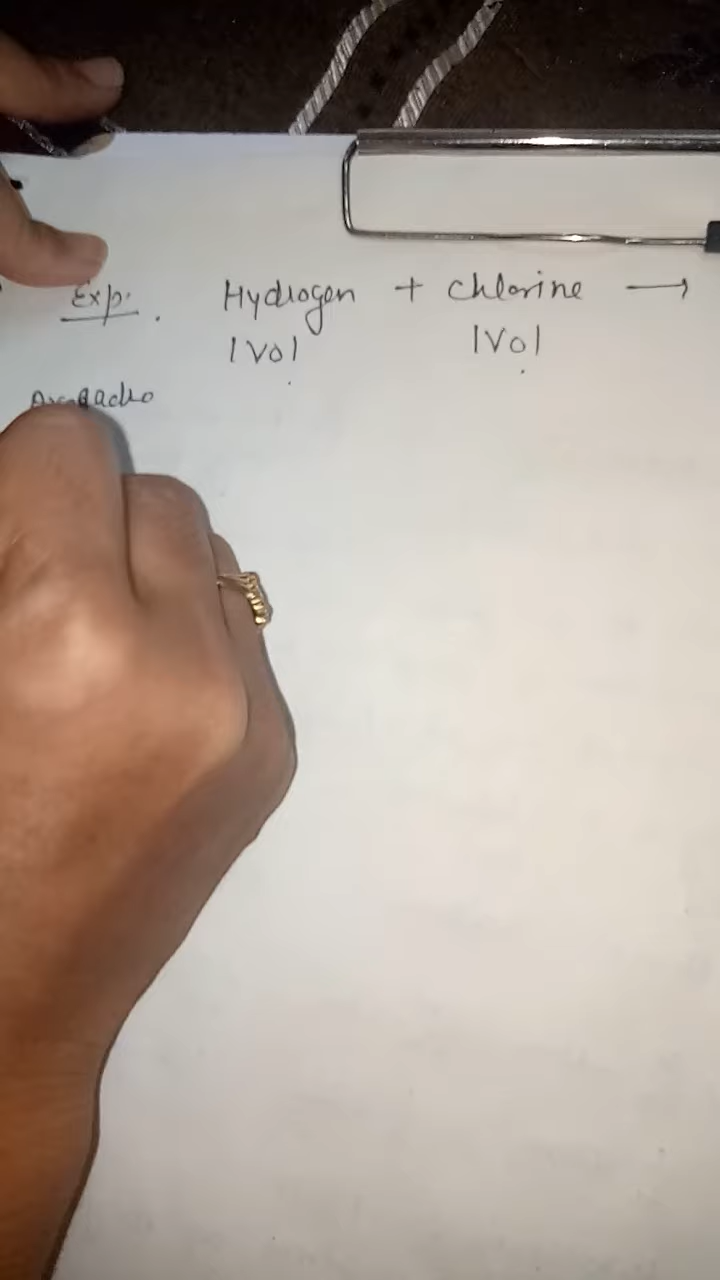 Exp. Hydrogen + Chlorine →
1Vol 1Vol